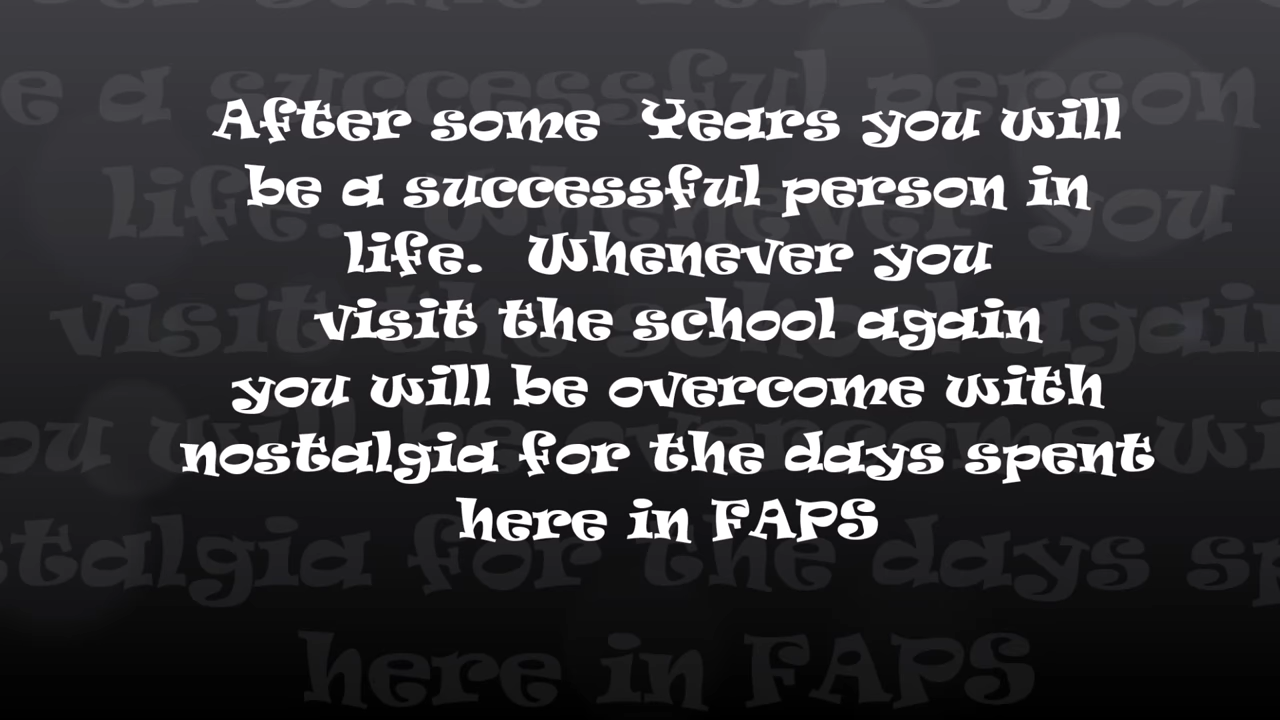 After some Years you will
be a successful person in
life. Whenever you
visit the school again
you will be overcome with
nostalgia for the days spent
here in FAPS